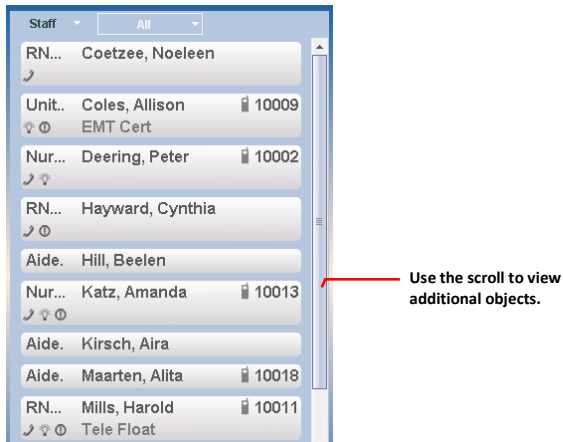 Staff All
RN... Coetzee, Noeleen
Unit.. Coles, Allison 10009
EMT Cert
Nur... Deering, Peter 10002
RN... Hayward, Cynthia
Aide. Hill, Beelen
Nur... Katz, Amanda 10013
Aide. Kirsch, Aira
Aide. Maarten, Alita 10018
RN... Mills, Harold 10011
Tele Float
Use the scroll to view
additional objects.